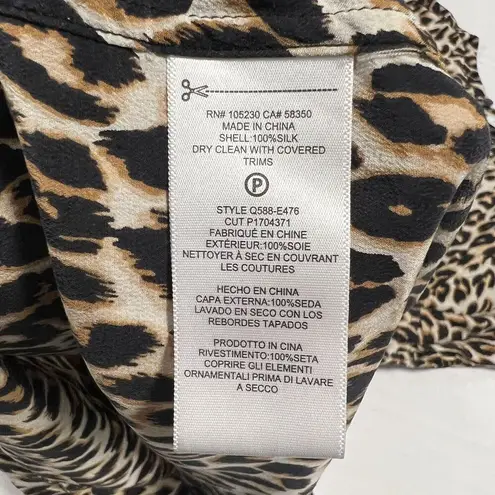 RN# 105230 CA# 58350
MADE IN CHINA
SHELL:100%SILK
DRY CLEAN WITH COVERED
TRIMS
P
STYLE Q588-E476
CUT P1704371
FABRIQUÉ EN CHINE
EXTÉRIEUR:100%SOIE
NETTOYER À SEC EN COUVRANT
LES COUTURES
HECHO EN CHINA
CAPA EXTERNA:100%SEDA
LAVADO EN SECO CON LOS
REBORDES TAPADOS
PRODOTTO IN CINA
RIVESTIMENTO:100%SETA
COPRIRE GLI ELEMENTI
ORNAMENTALI PRIMA DI LAVARE
A SECCO